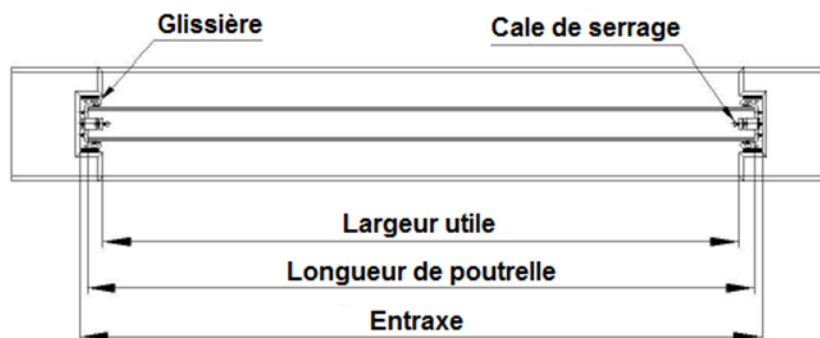 Glissière
Cale de serrage
Largeur utile
Longueur de poutrelle
Entraxe